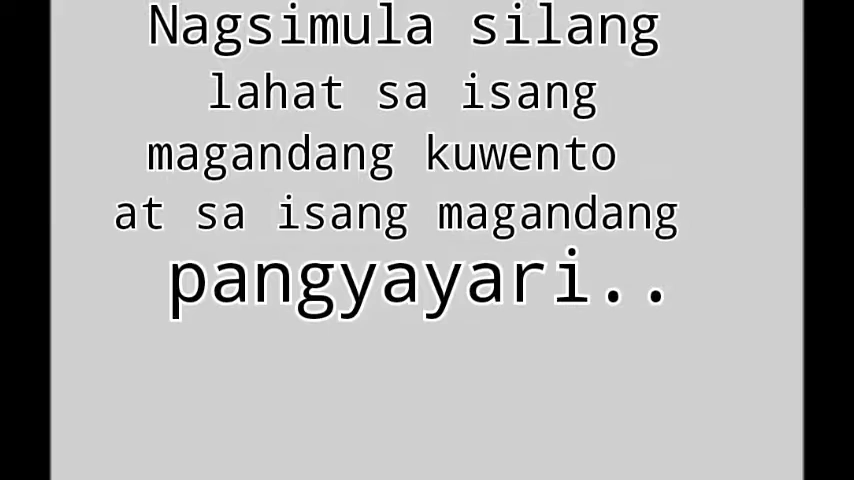 Nagsimula silang
lahat sa isang
magandang kuwento
at sa isang magandang
pangyayari..